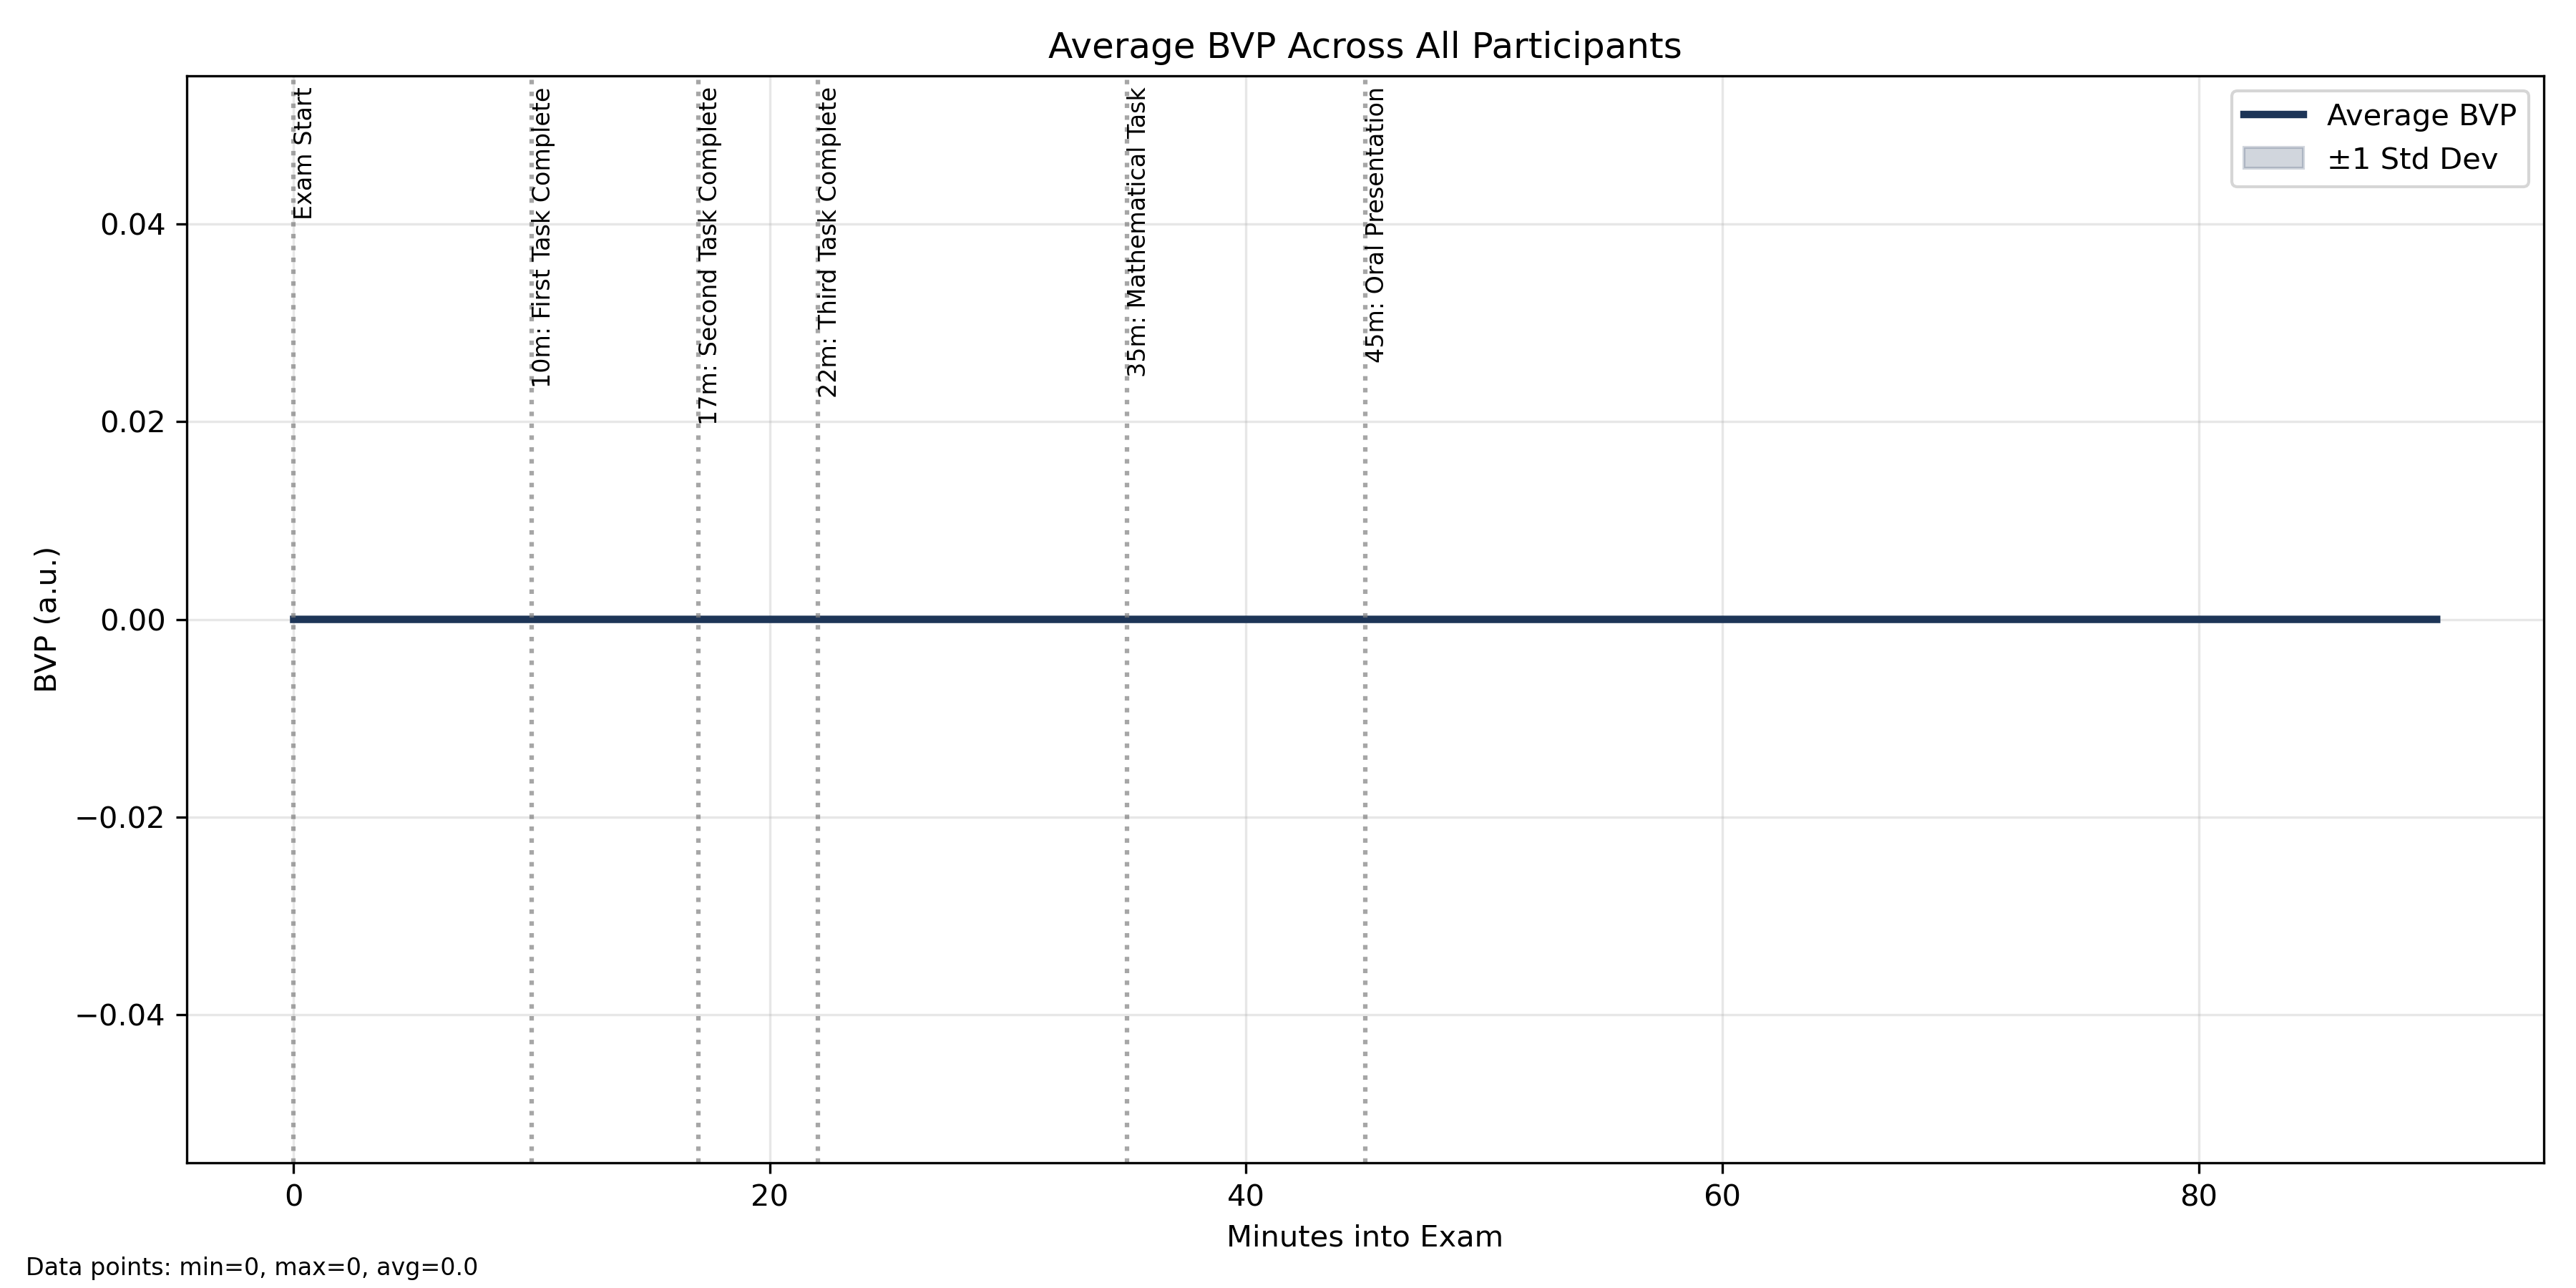 Average BVP Across All Participants
Exam Start
10m: First Task Complete
17m: Second Task Complete
22m: Third Task Complete
35m: Mathematical Task
45m: Oral Presentation
Average BVP
±1 Std Dev
BVP (a.u.)
0.04
0.02
0.00
−0.02
−0.04
0 20 40 60 80
Minutes into Exam
Data points: min=0, max=0, avg=0.0